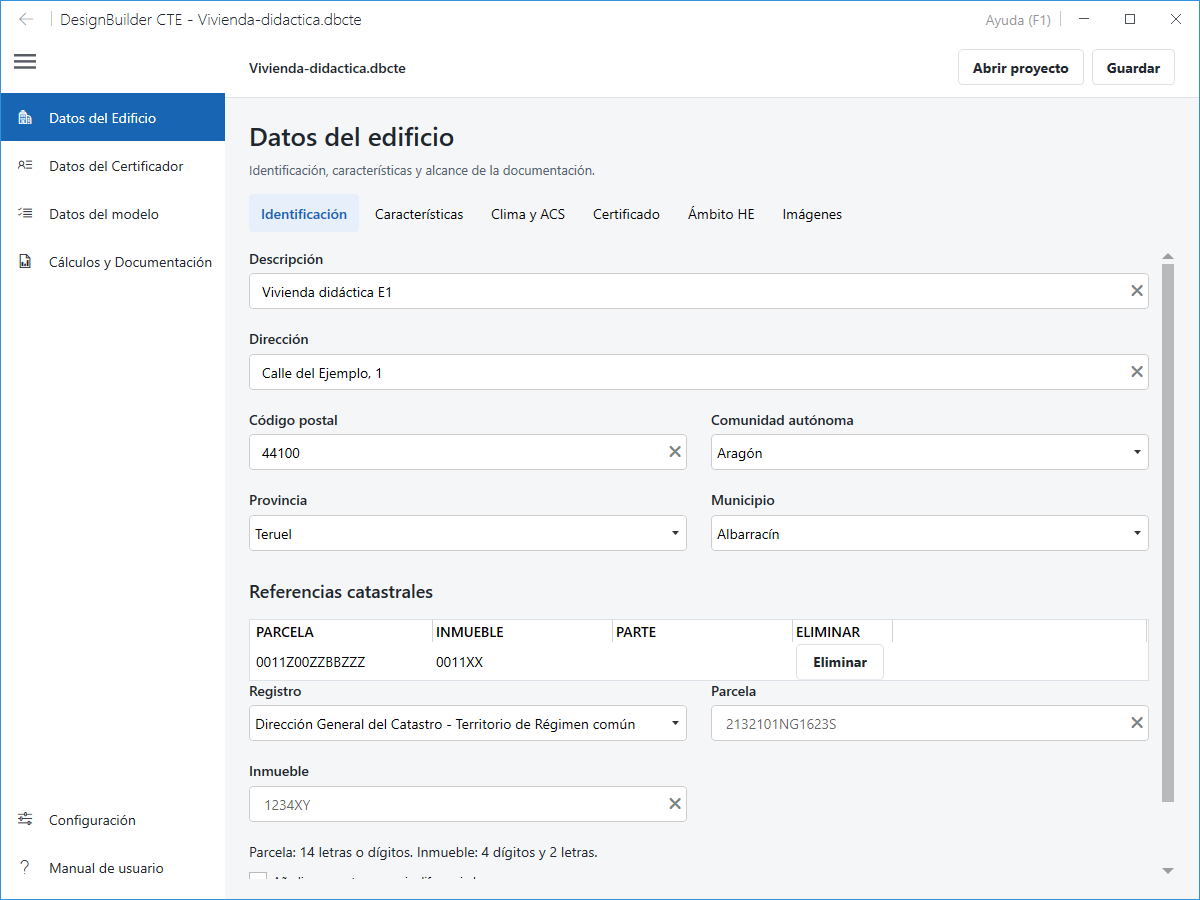 DesignBuilder CTE - Vivienda-didactica.dbcte
Ayuda (F1)
Vivienda-didactica.dbcte
Abrir proyecto
Guardar
Datos del Edificio
Datos del Certificador
Datos del modelo
Cálculos y Documentación
Configuración
Manual de usuario
Datos del edificio
Identificación, características y alcance de la documentación.
Identificación Características Clima y ACS Certificado Ámbito HE Imágenes
Descripción
Vivienda didáctica E1
Dirección
Calle del Ejemplo, 1
Código postal
44100
Comunidad autónoma
Aragón
Provincia
Teruel
Municipio
Albarracín
Referencias catastrales
PARCELA INMUEBLE PARTE ELIMINAR
0011Z00ZZBBZZZ 0011XX Eliminar
Registro
Dirección General del Catastro - Territorio de Régimen común
Parcela
2132101NG1623S
Inmueble
1234XY
Parcela: 14 letras o dígitos. Inmueble: 4 dígitos y 2 letras.